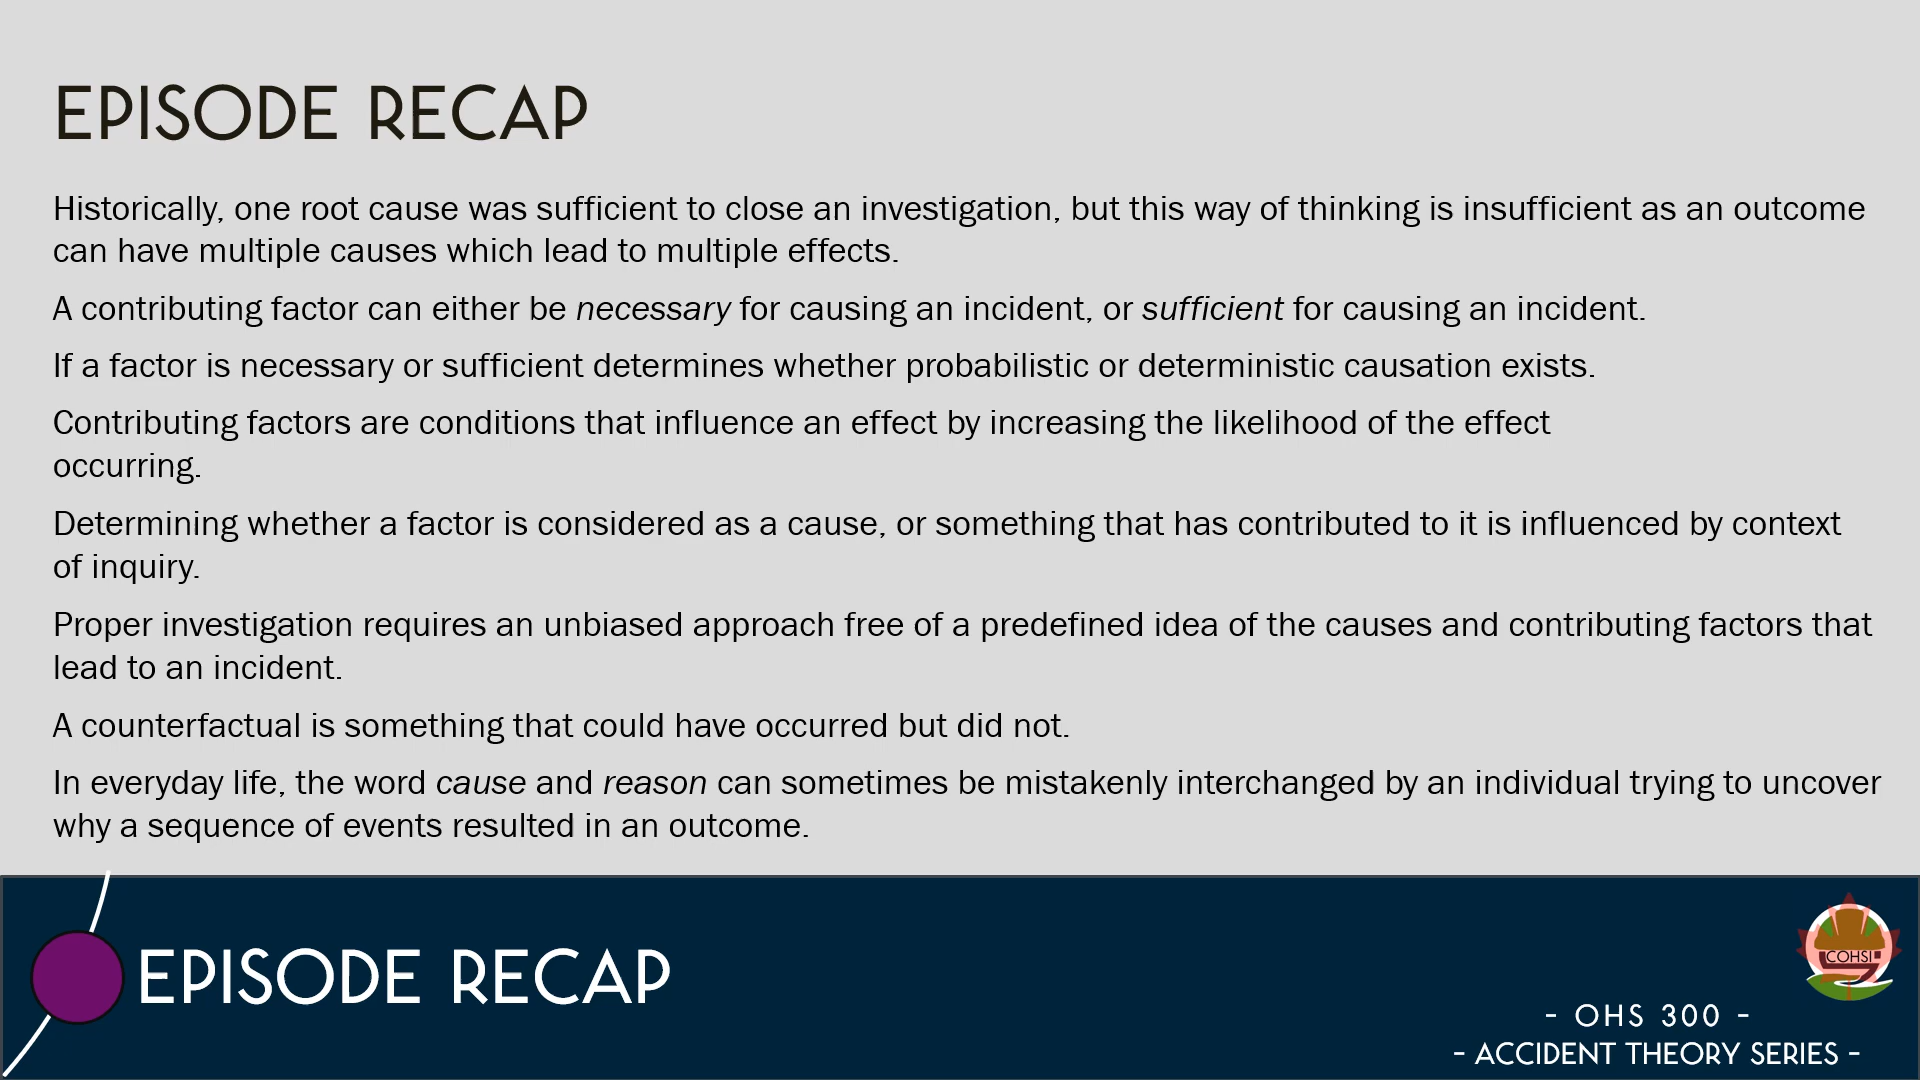 EPISODE RECAP
Historically, one root cause was sufficient to close an investigation, but this way of thinking is insufficient as an outcome
can have multiple causes which lead to multiple effects.
A contributing factor can either be necessary for causing an incident, or sufficient for causing an incident.
If a factor is necessary or sufficient determines whether probabilistic or deterministic causation exists.
Contributing factors are conditions that influence an effect by increasing the likelihood of the effect
occurring.
Determining whether a factor is considered as a cause, or something that has contributed to it is influenced by context
of inquiry.
Proper investigation requires an unbiased approach free of a predefined idea of the causes and contributing factors that
lead to an incident.
A counterfactual is something that could have occurred but did not.
In everyday life, the word cause and reason can sometimes be mistakenly interchanged by an individual trying to uncover
why a sequence of events resulted in an outcome.
EPISODE RECAP
COHSI
- OHS 300 -
- ACCIDENT THEORY SERIES -